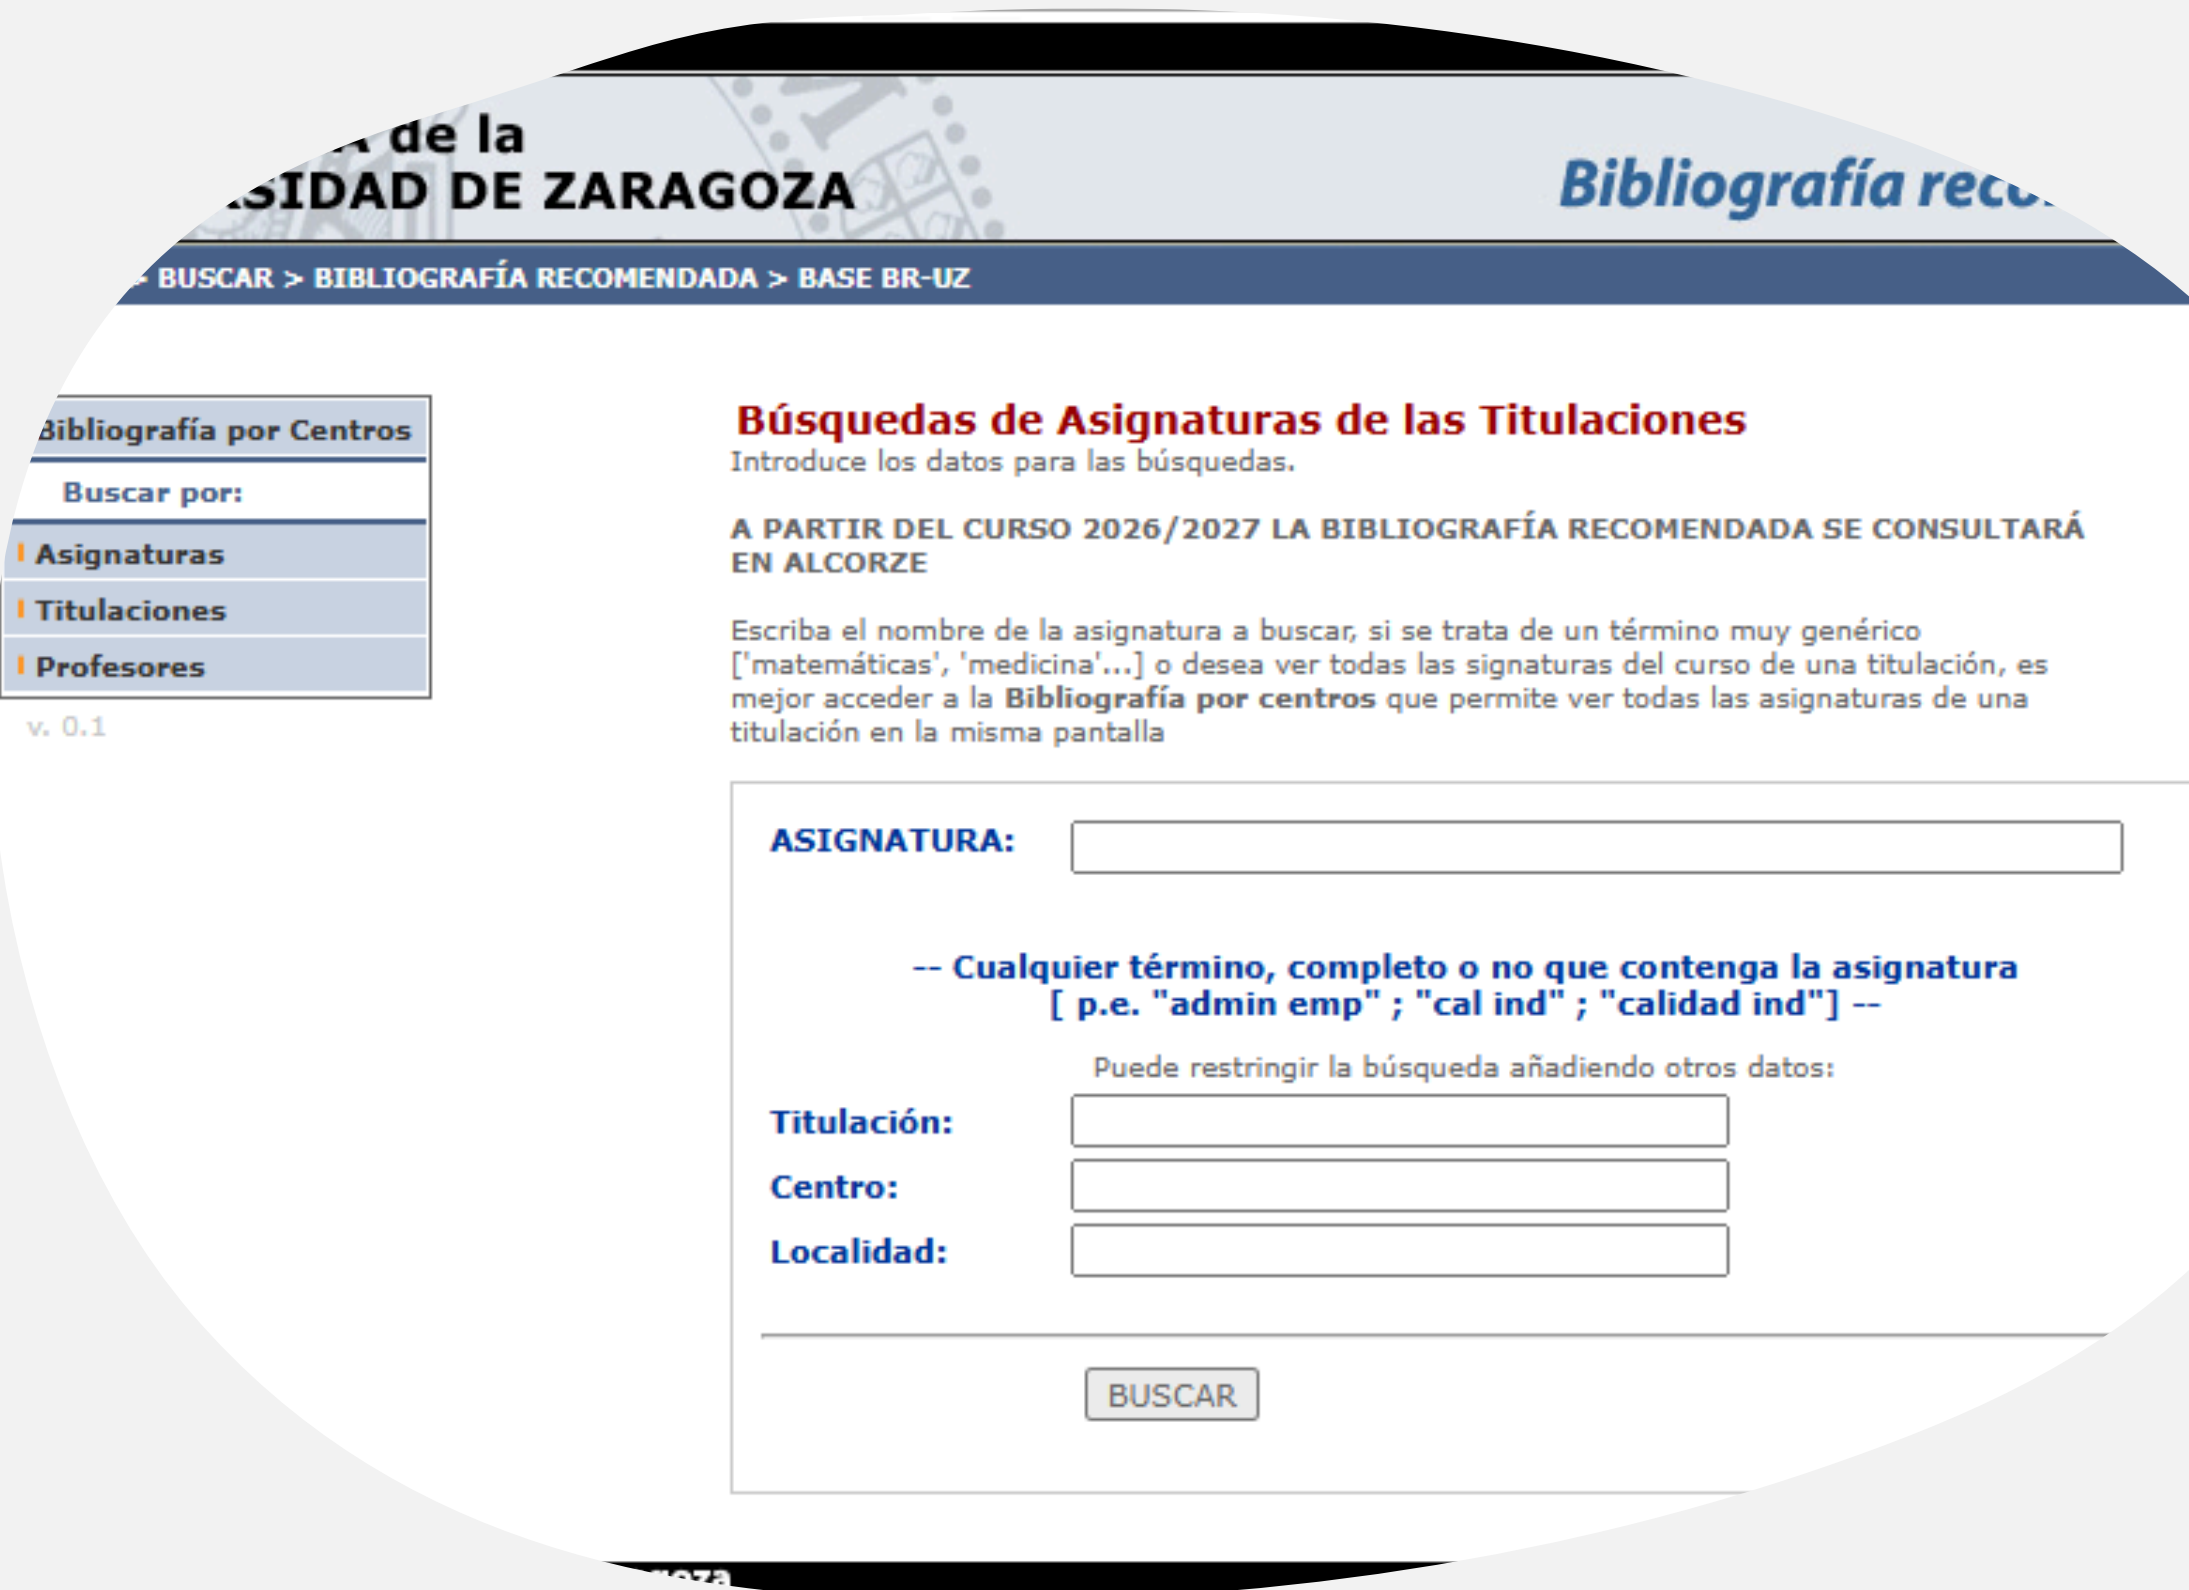 de la
DE ZARAGOZA
Bibliografía
> BUSCAR > BIBLIOGRAFÍA RECOMENDADA > BASE BR-UZ
Bibliografía por Centros
Buscar por:
Asignaturas
Titulaciones
Profesores
v. 0.1
Búsquedas de Asignaturas de las Titulaciones
Introduce los datos para las búsquedas.
A PARTIR DEL CURSO 2026/2027 LA BIBLIOGRAFÍA RECOMENDADA SE CONSULTARÁ
EN ALCORZE
Escriba el nombre de la asignatura a buscar, si se trata de un término muy genérico
['matemáticas', 'medicina'...] o desea ver todas las signaturas del curso de una titulación, es
mejor acceder a la Bibliografía por centros que permite ver todas las asignaturas de una
titulación en la misma pantalla
ASIGNATURA:
-- Cualquier término, completo o no que contenga la asignatura
[ p.e. "admin emp" ; "cal ind" ; "calidad ind"] --
Puede restringir la búsqueda añadiendo otros datos:
Titulación:
Centro:
Localidad:
BUSCAR